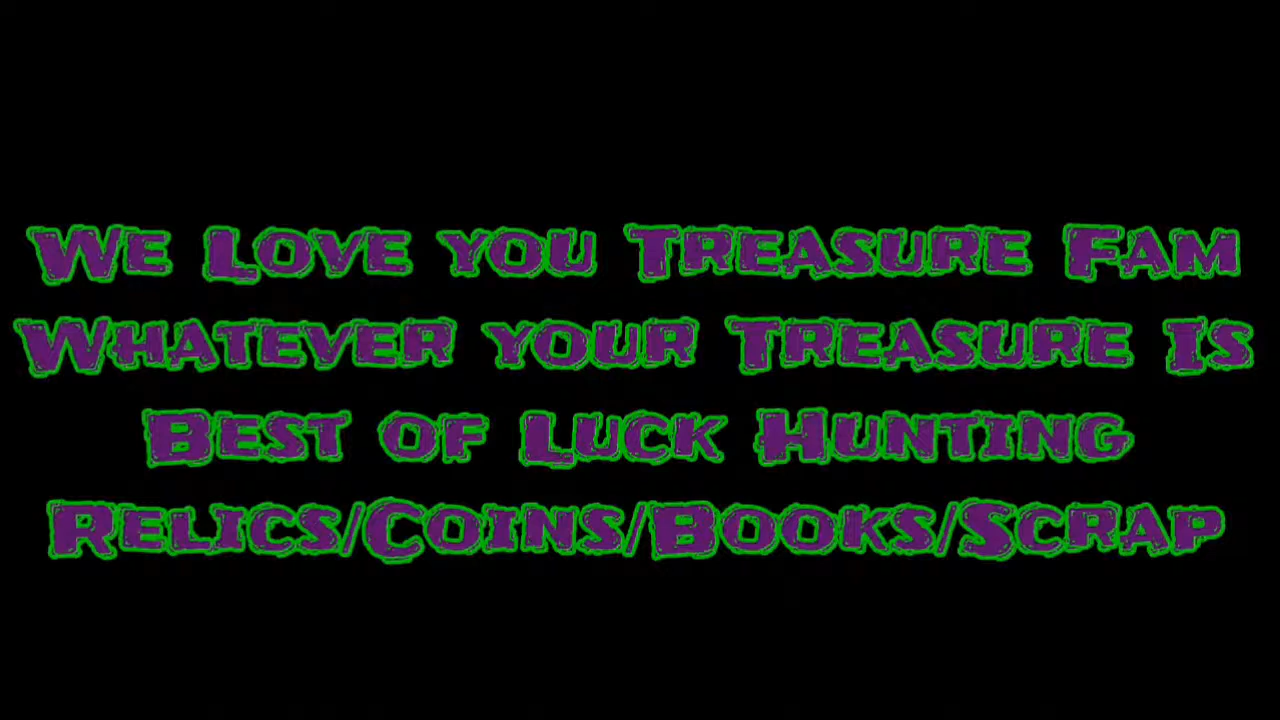 We Love you Treasure Fam
Whatever your Treasure Is
Best of Luck Hunting
Relics/Coins/Books/Scrap